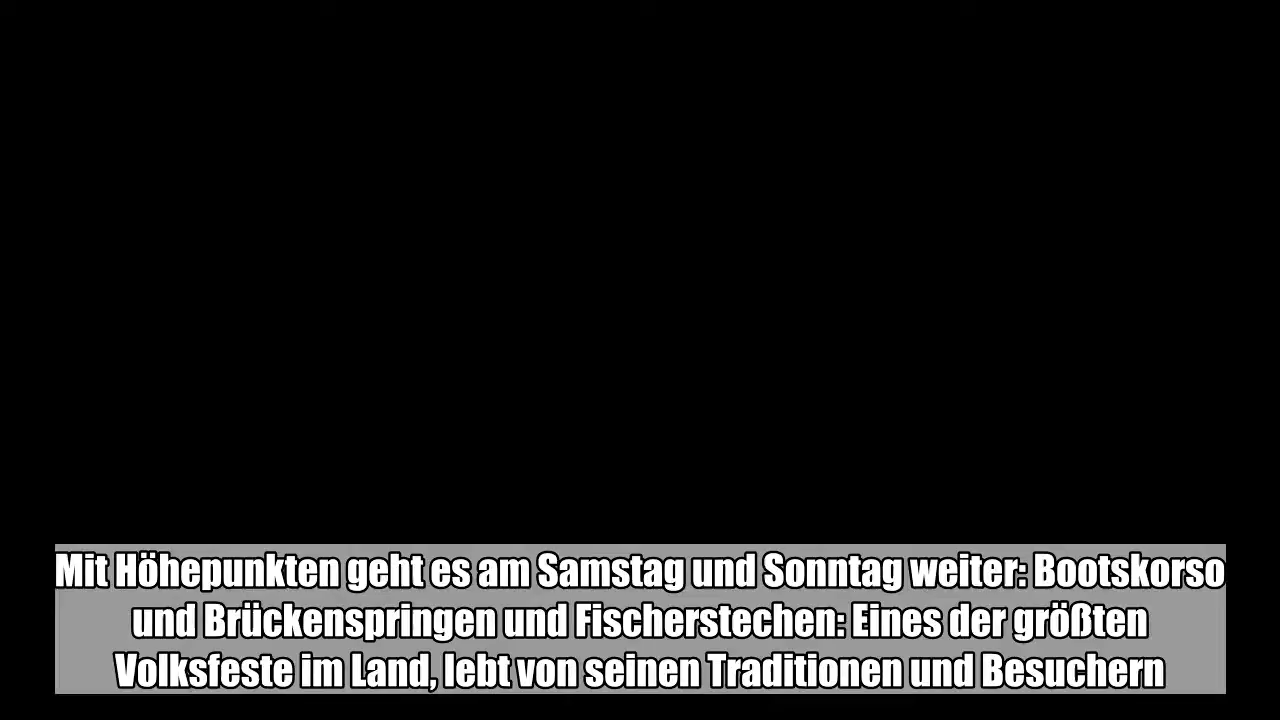 Mit Höhepunkten geht es am Samstag und Sonntag weiter: Bootskorso
und Brückenspringen und Fischerstechen: Eines der größten
Volksfeste im Land, lebt von seinen Traditionen und Besuchern